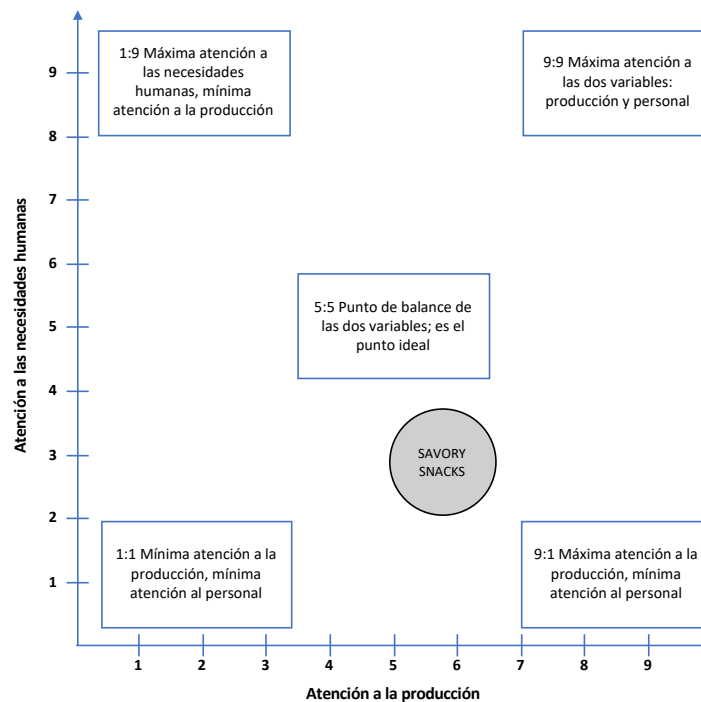 1:9 Máxima atención a
las necesidades
humanas, mínima
atención a la producción
9:9 Máxima atención a
las dos variables:
producción y personal
5:5 Punto de balance de
las dos variables; es el
punto ideal
SAVORY
SNACKS
1:1 Mínima atención a la
producción, mínima
atención al personal
9:1 Máxima atención a la
producción, mínima
atención al personal
Atención a las necesidades humanas
9
8
7
6
5
4
3
2
1
1 2 3 4 5 6 7 8 9
Atención a la producción